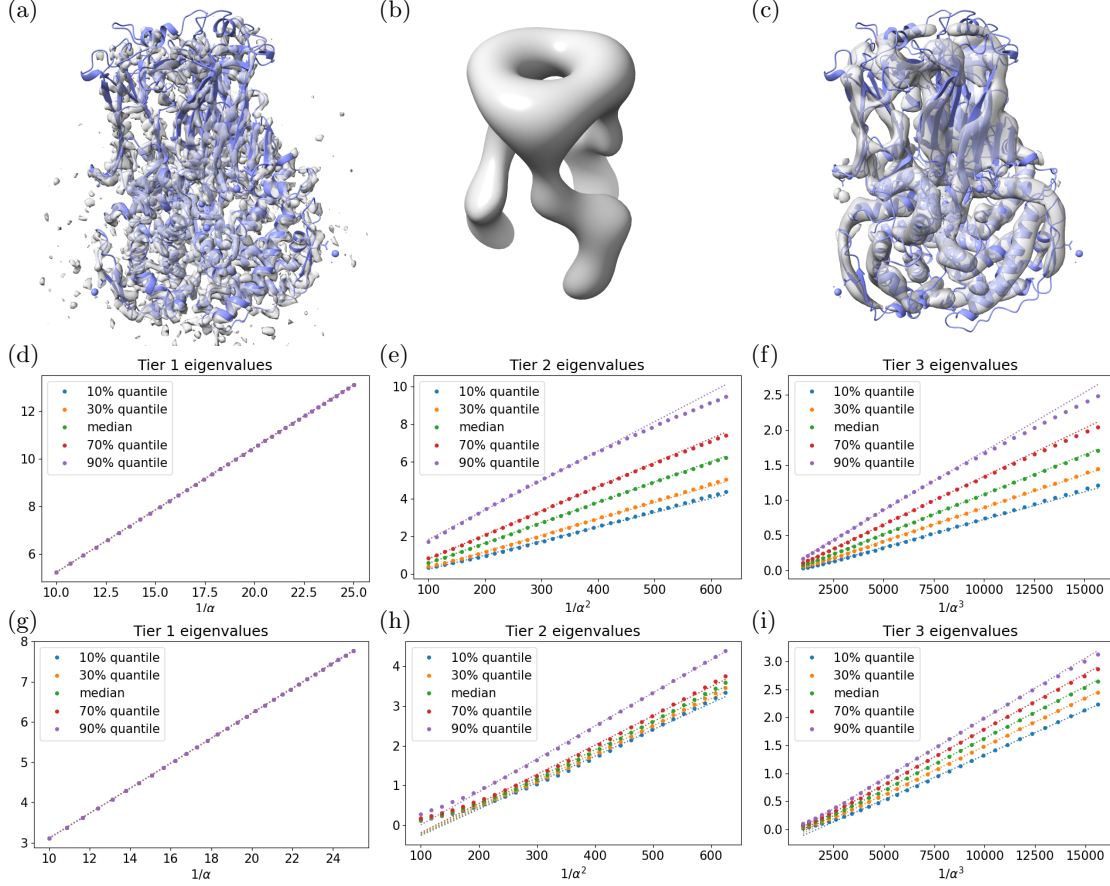 (a)
(b)
(c)
(d)
Tier 1 eigenvalues
10% quantile
30% quantile
median
70% quantile
90% quantile
12
10
8
6
10.0 12.5 15.0 17.5 20.0 22.5 25.0
1/α
(e)
Tier 2 eigenvalues
10% quantile
30% quantile
median
70% quantile
90% quantile
10
8
6
4
2
0
100 200 300 400 500 600
1/α²
(f)
Tier 3 eigenvalues
10% quantile
30% quantile
median
70% quantile
90% quantile
2.5
2.0
1.5
1.0
0.5
0.0
2500 5000 7500 10000 12500 15000
1/α³
(g)
Tier 1 eigenvalues
10% quantile
30% quantile
median
70% quantile
90% quantile
8
7
6
5
4
3
10 12 14 16 18 20 22 24
1/α
(h)
Tier 2 eigenvalues
10% quantile
30% quantile
median
70% quantile
90% quantile
4
3
2
1
0
100 200 300 400 500 600
1/α²
(i)
Tier 3 eigenvalues
10% quantile
30% quantile
median
70% quantile
90% quantile
3.0
2.5
2.0
1.5
1.0
0.5
0.0
2500 5000 7500 10000 12500 15000
1/α³